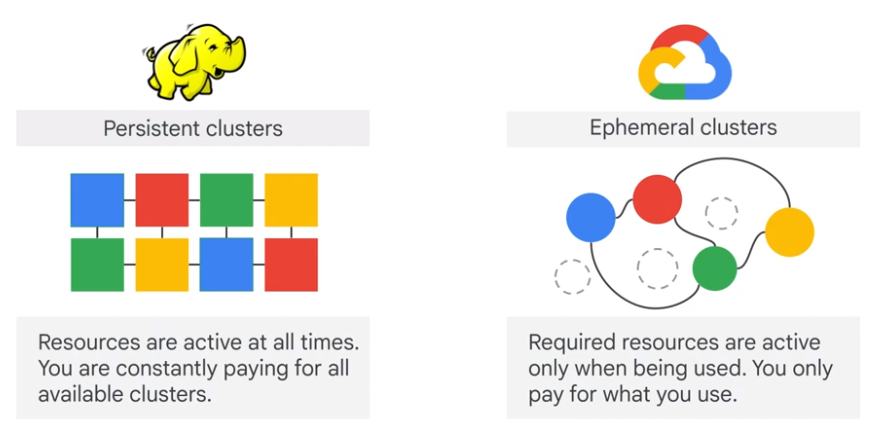 Persistent clusters
Resources are active at all times.
You are constantly paying for all
available clusters.
Ephemeral clusters
Required resources are active
only when being used. You only
pay for what you use.